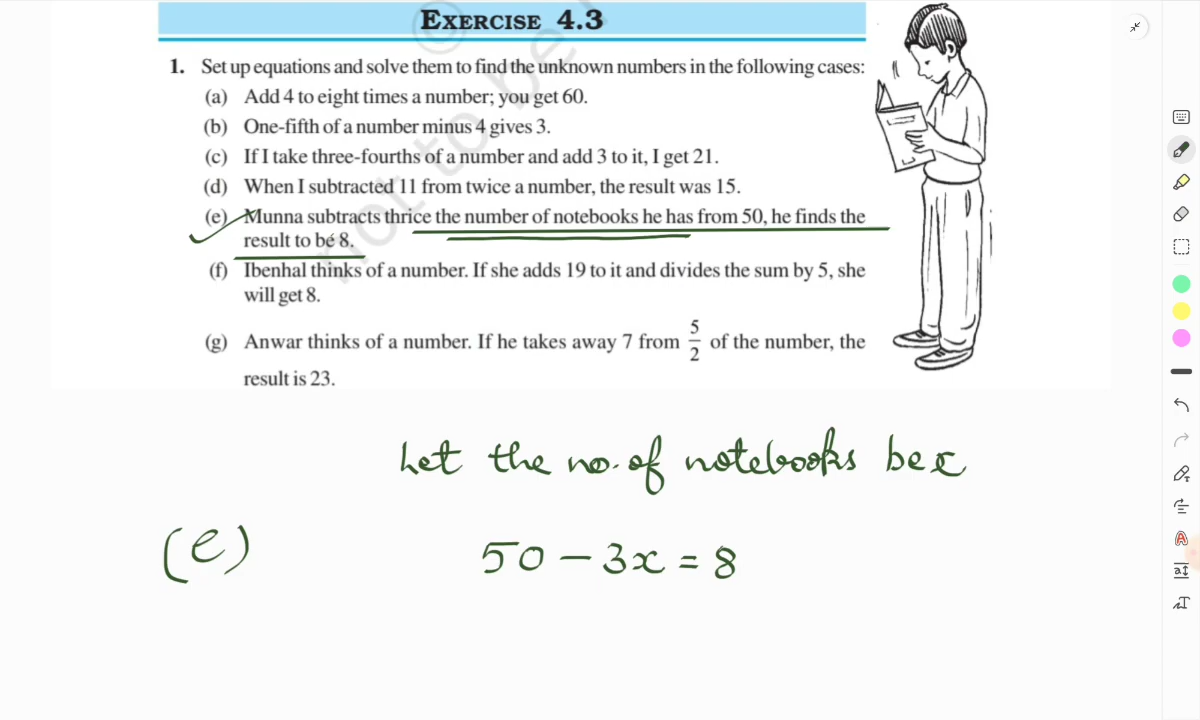 EXERCISE 4.3
1. Set up equations and solve them to find the unknown numbers in the following cases:
(a) Add 4 to eight times a number; you get 60.
(b) One-fifth of a number minus 4 gives 3.
(c) If I take three-fourths of a number and add 3 to it, I get 21.
(d) When I subtracted 11 from twice a number, the result was 15.
(e) Munna subtracts thrice the number of notebooks he has from 50, he finds the
result to be 8.
(f) Ibenhal thinks of a number. If she adds 19 to it and divides the sum by 5, she
will get 8.
(g) Anwar thinks of a number. If he takes away 7 from 5/2 of the number, the
result is 23.
Let the no. of notebooks be x
(e) 50 - 3x = 8
not to be